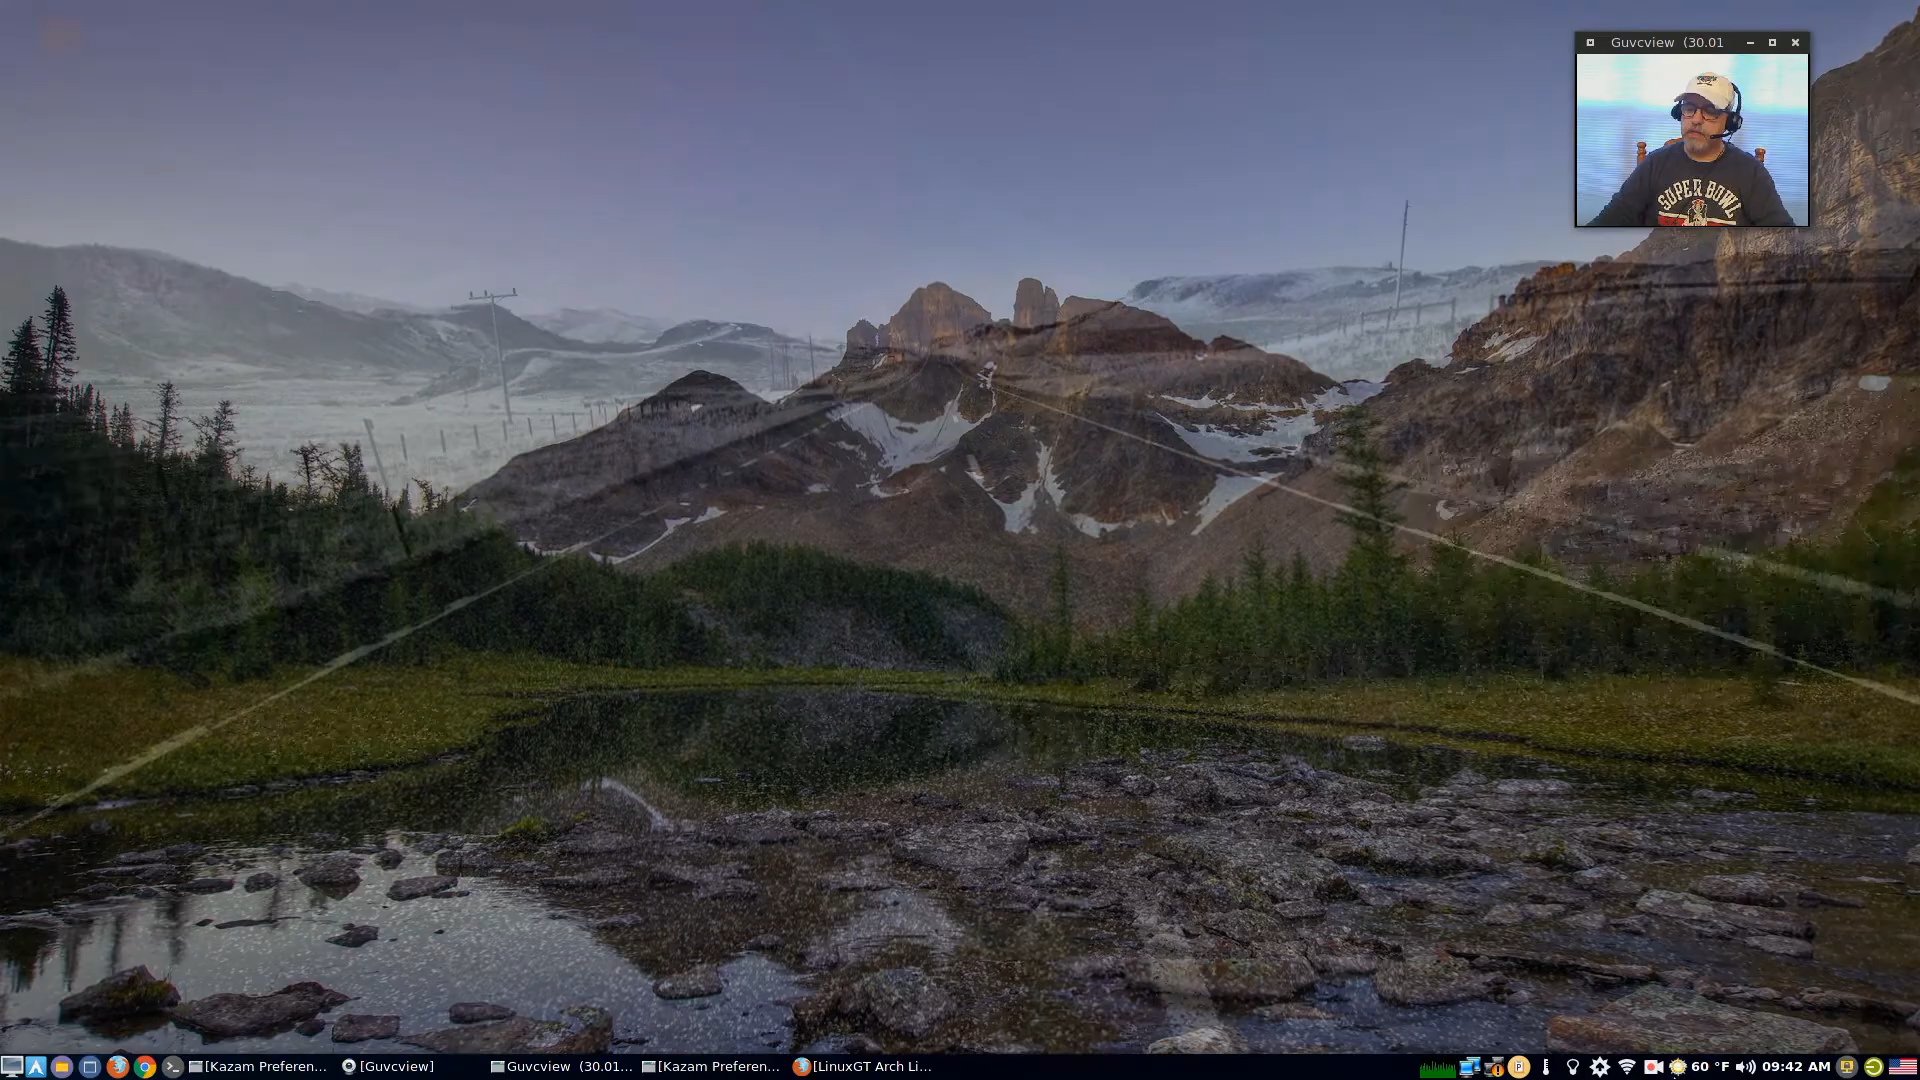 Guvcview (30.01
SUPER BOWL
[Kazam Preferen...
[Guvcview]
Guvcview (30.01...
[Kazam Preferen...
[LinuxGT Arch Li...
60 °F
09:42 AM